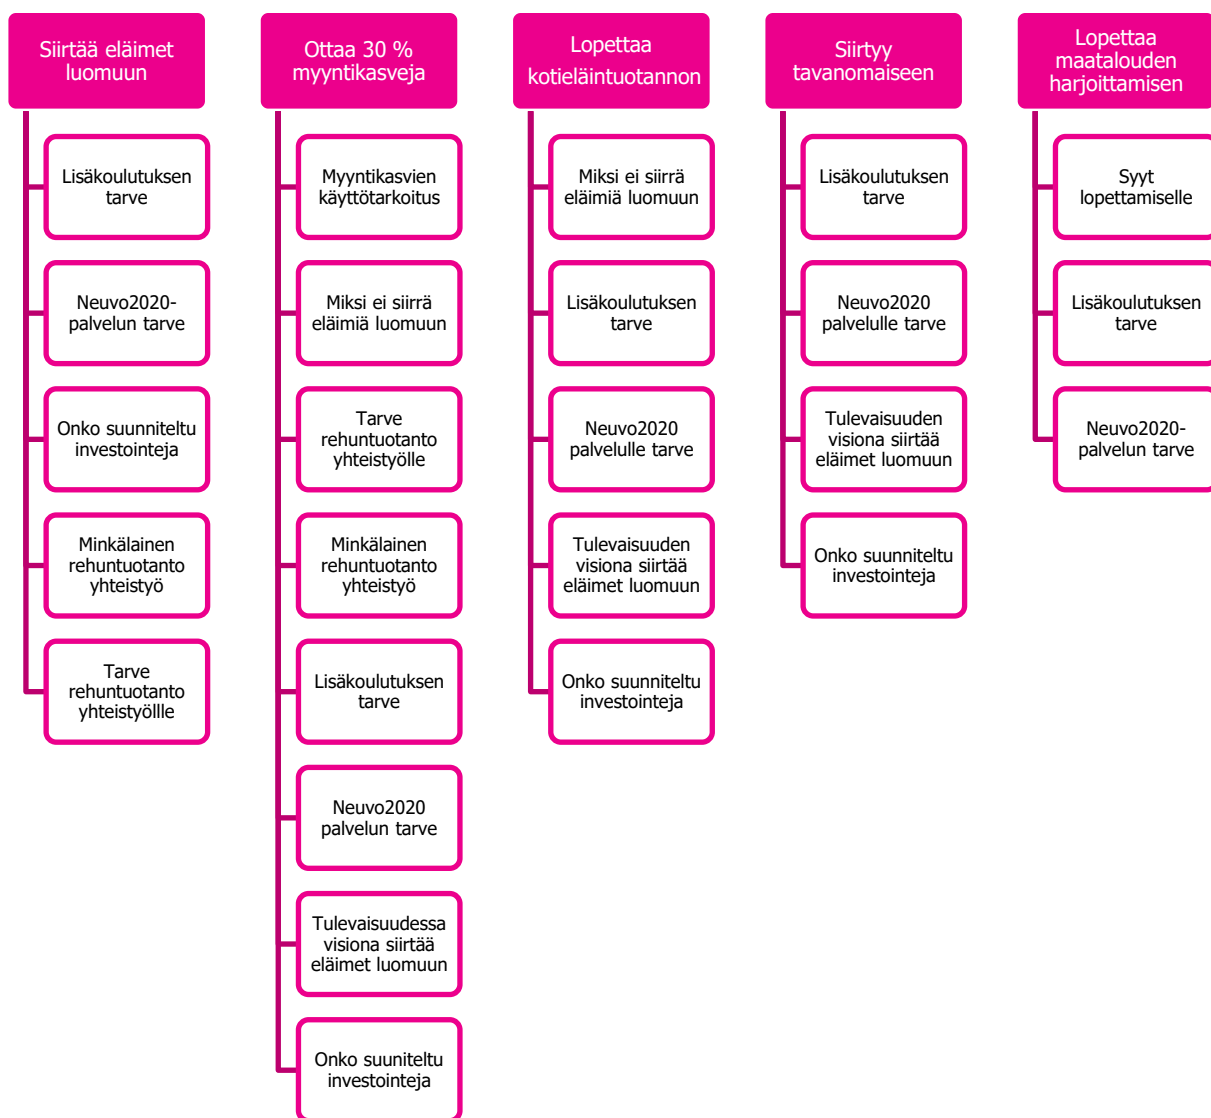 Siirtää eläimet
luomuun
Lisäkoulutuksen
tarve
Neuvo2020-
palvelun tarve
Onko suunniteltu
investointeja
Minkälainen
rehuntuotanto
yhteistyö
Tarve
rehuntuotanto
yhteistyöllle
Ottaa 30 %
myyntikasveja
Myyntikasvien
käyttötarkoitus
Miksi ei siirrä
eläimiä luomuun
Tarve
rehuntuotanto
yhteistyölle
Minkälainen
rehuntuotanto
yhteistyö
Lisäkoulutuksen
tarve
Neuvo2020
palvelun tarve
Tulevaisuudessa
visiona siirtää
eläimet luomuun
Onko suuniteltu
investointeja
Lopettaa
kotieläintuotannon
Miksi ei siirrä
eläimiä luomuun
Lisäkoulutuksen
tarve
Neuvo2020
palvelulle tarve
Tulevaisuuden
visiona siirtää
eläimet luomuun
Onko suunniteltu
investointeja
Siirtyy
tavanomaiseen
Lisäkoulutuksen
tarve
Neuvo2020
palvelulle tarve
Tulevaisuuden
visiona siirtää
eläimet luomuun
Onko suunniteltu
investointeja
Lopettaa
maatalouden
harjoittamisen
Syyt
lopettamiselle
Lisäkoulutuksen
tarve
Neuvo2020-
palvelun tarve